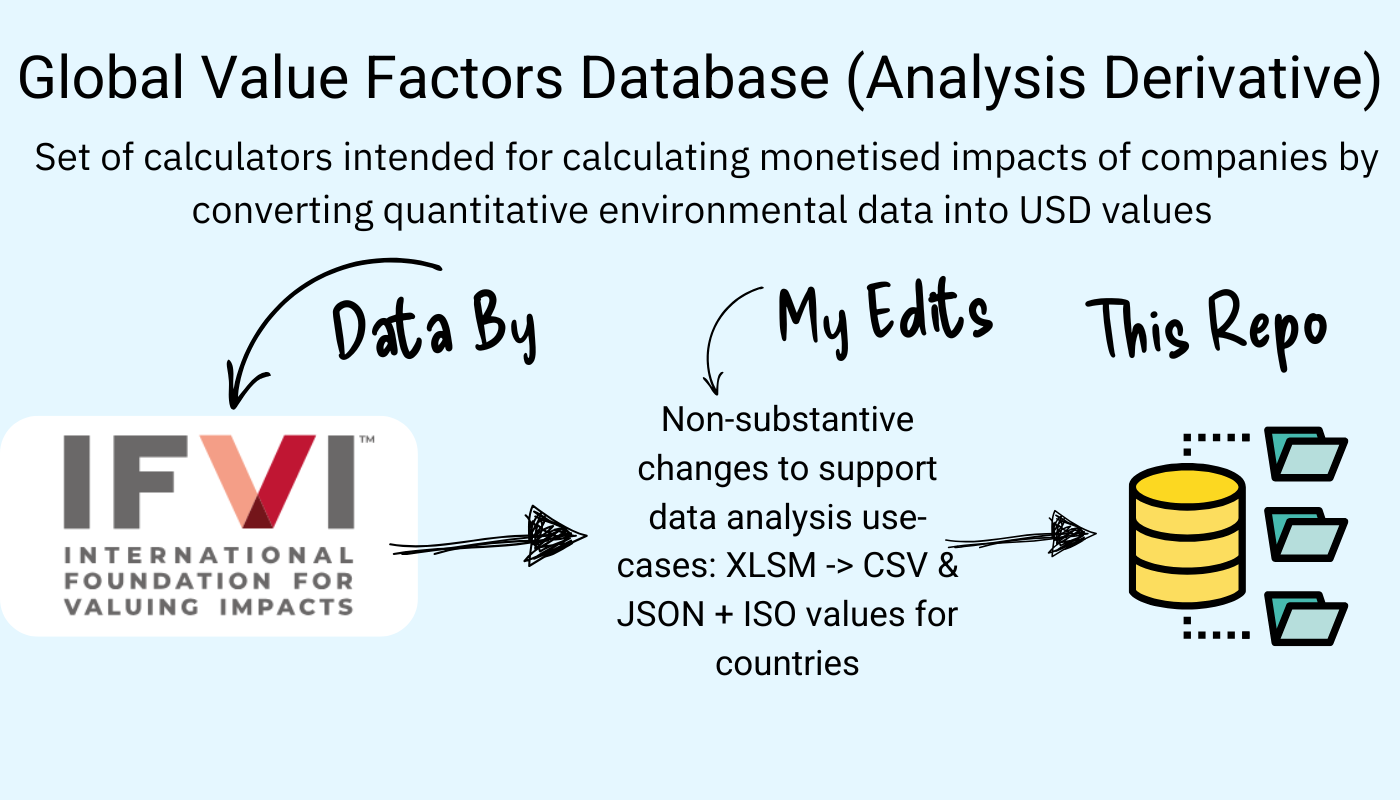 Global Value Factors Database (Analysis Derivative)
Set of calculators intended for calculating monetised impacts of companies by
converting quantitative environmental data into USD values
Data By
My Edits
This Repo
IFVI™
INTERNATIONAL
FOUNDATION FOR
VALUING IMPACTS
Non-substantive
changes to support
data analysis use-
cases: XLSM -> CSV &
JSON + ISO values for
countries